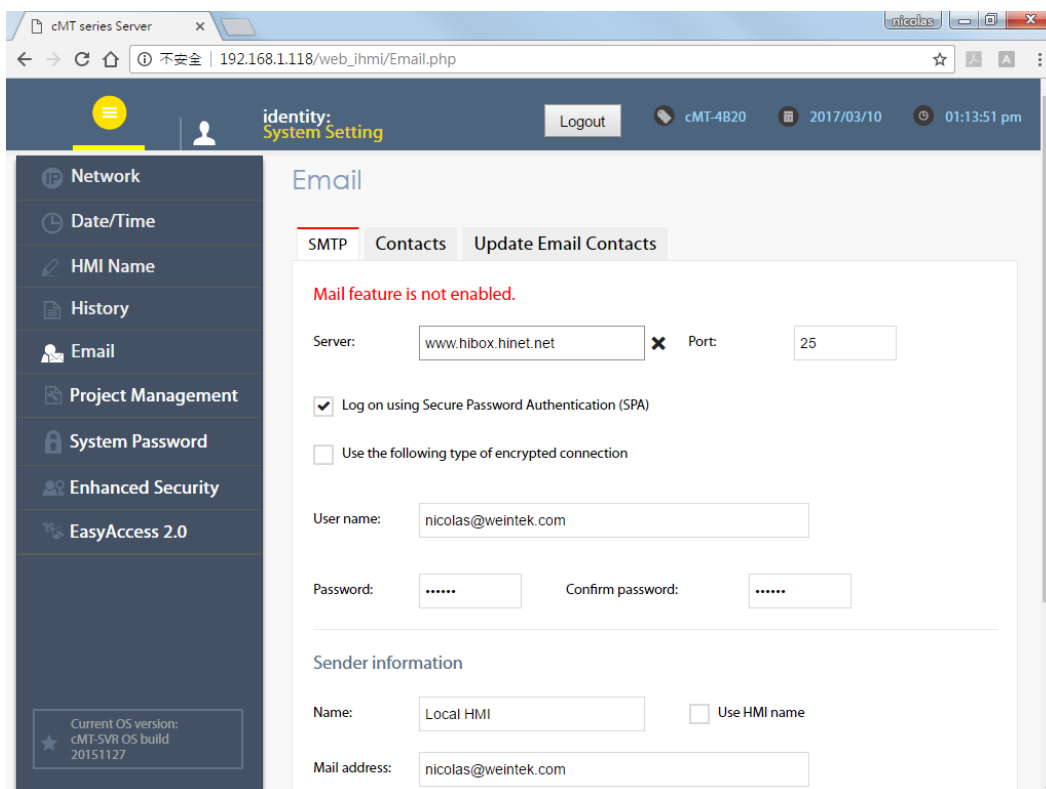 cMT series Server
nicolas
不安全 | 192.168.1.118/web_ihmi/Email.php
identity:
System Setting
Logout
cMT-4B20
2017/03/10
01:13:51 pm
Network
Date/Time
HMI Name
History
Email
Project Management
System Password
Enhanced Security
EasyAccess 2.0
Current OS version:
cMT-SVR OS build
20151127
Email
SMTP
Contacts
Update Email Contacts
Mail feature is not enabled.
Server: www.hibox.hinet.net Port: 25
Log on using Secure Password Authentication (SPA)
Use the following type of encrypted connection
User name: nicolas@weintek.com
Password: •••••• Confirm password: ••••••
Sender information
Name: Local HMI Use HMI name
Mail address: nicolas@weintek.com